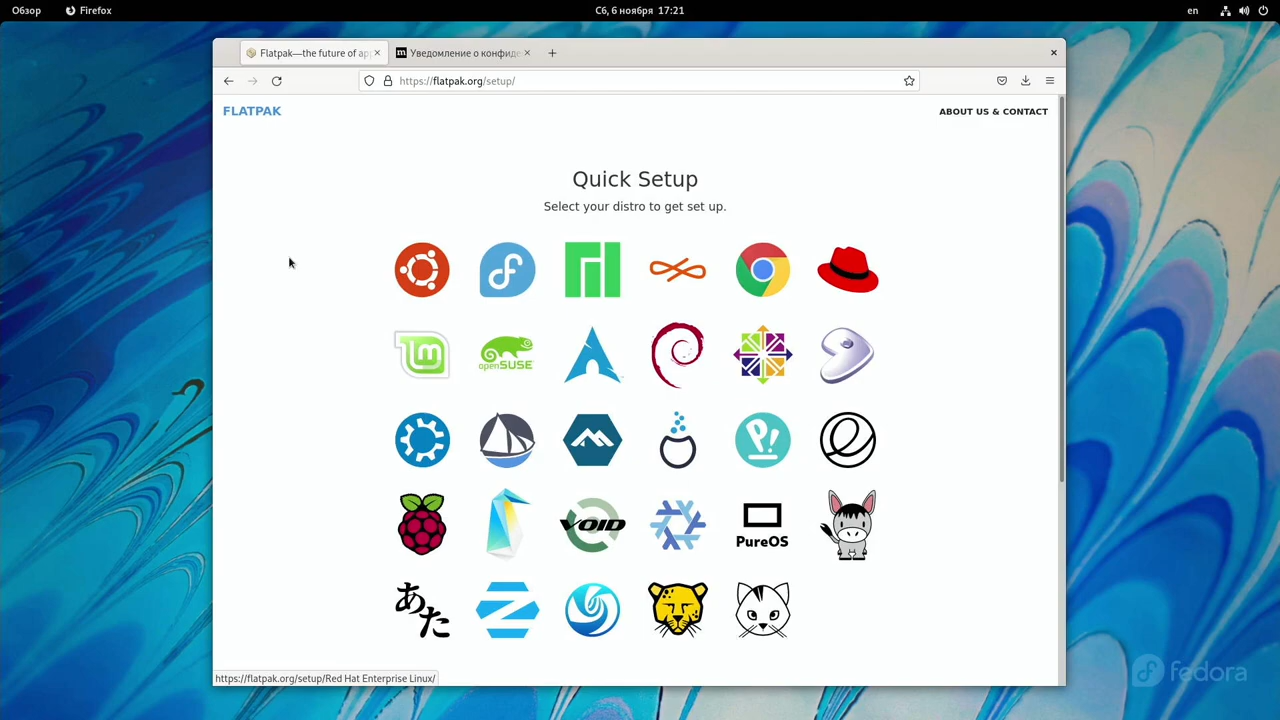 Обзор
Firefox
Сб, 6 ноября 17:21
en
Flatpak—the future of ap
Уведомление о конфиде
https://flatpak.org/setup/
FLATPAK
ABOUT US & CONTACT
Quick Setup
Select your distro to get set up.
openSUSE
VOID
PureOS
あた
https://flatpak.org/setup/Red Hat Enterprise Linux/
fedora